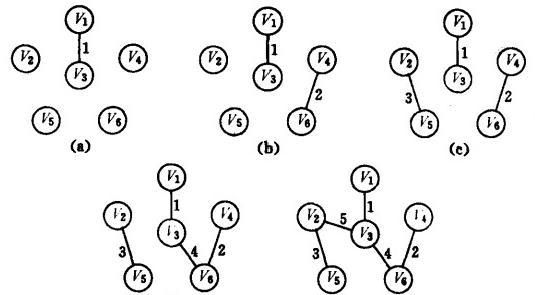 V₁
1
V₂ V₃ V₄
V₅ V₆
(a)
V₁
1
V₂ V₃ V₄
2
V₅ V₆
(b)
V₁
1
V₂ V₃ V₄
3 2
V₅ V₆
(c)
V₁
1
V₂ V₃ V₄
3 4 2
V₅ V₆
V₁
1
V₂ 5 V₃ V₄
3 4 2
V₅ V₆